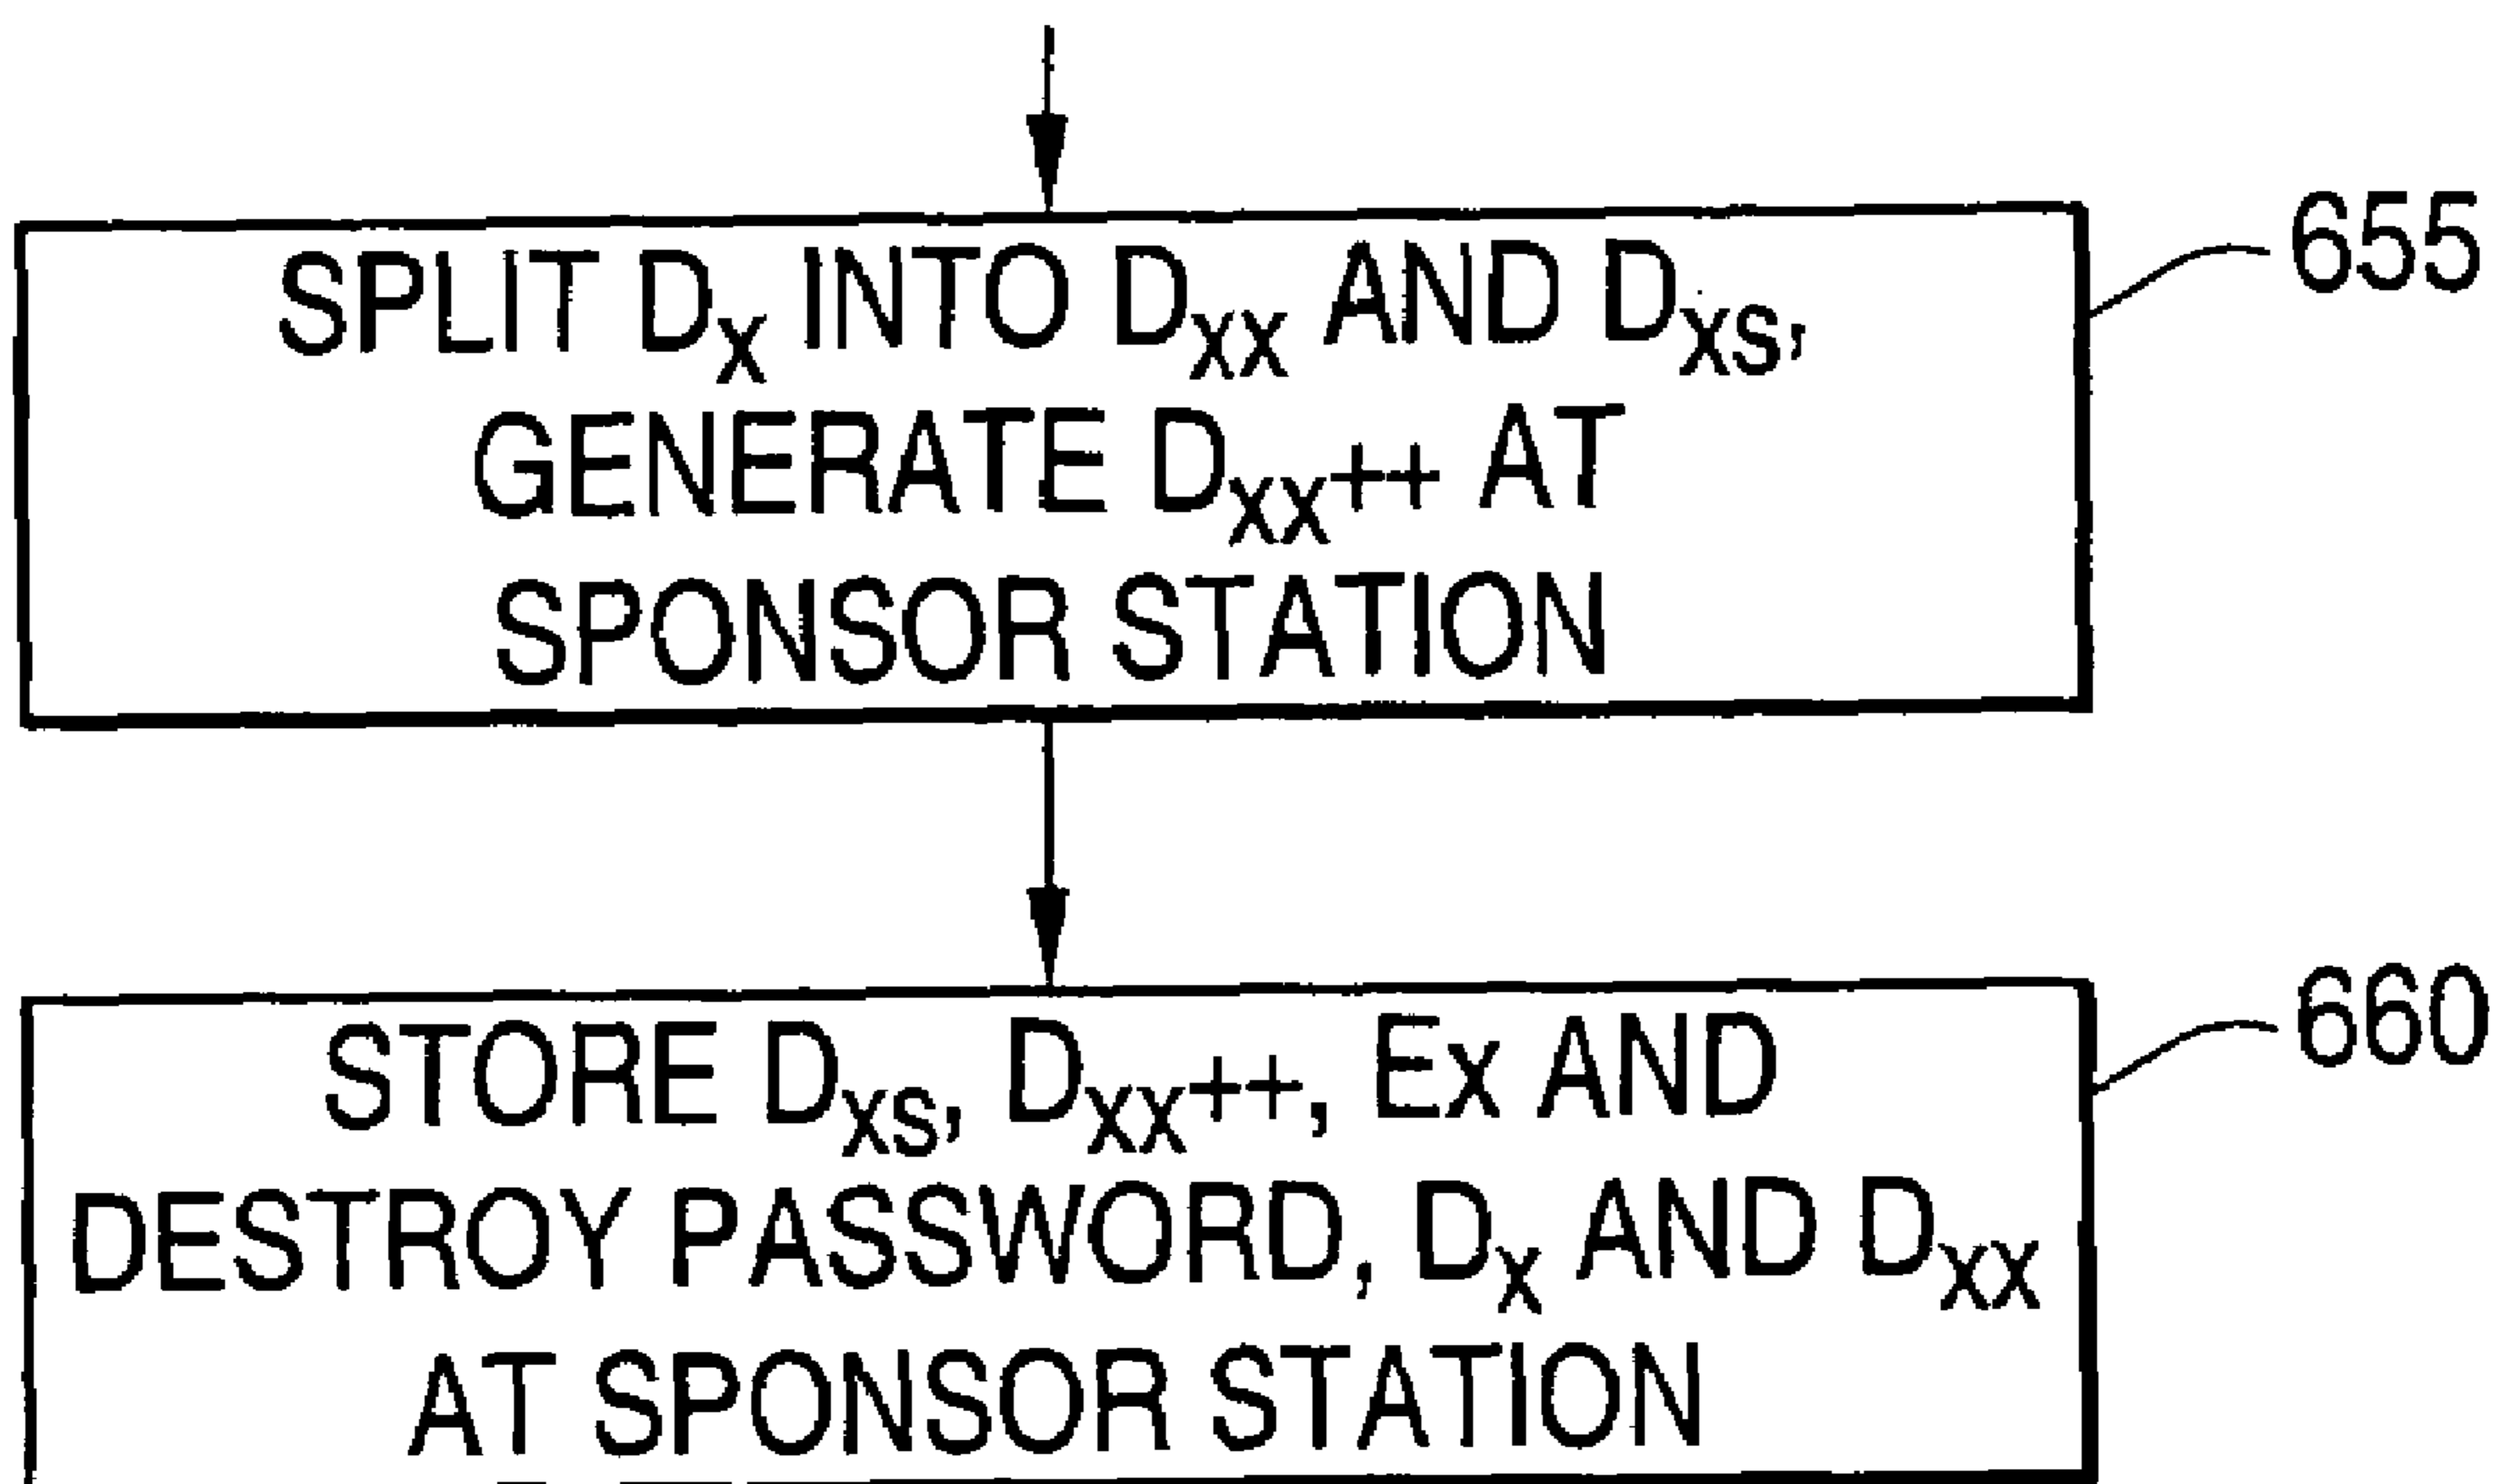 SPLIT Dx INTO Dxx AND Dxs,
655
GENERATE Dxx++ AT
SPONSOR STATION
STORE Dxs, Dxx++, Ex AND
660
DESTROY PASSWORD, Dx AND Dxx
AT SPONSOR STATION